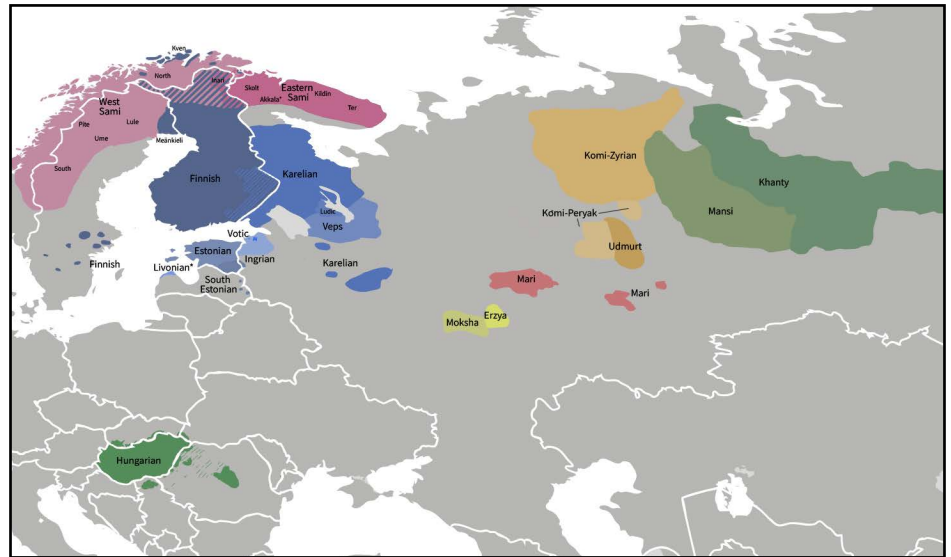 Kven
North
Inari
Skolt
Eastern
Sami
Akkala*
Kildin
Ter
West
Sami
Pite
Lule
Ume
South
Meänkieli
Finnish
Karelian
Ludic
Veps
Votic
Estonian
Ingrian
Finnish
Livonian*
South
Estonian
Karelian
Komi-Zyrian
Komi-Peryak
Udmurt
Khanty
Mansi
Mari
Mari
Moksha
Erzya
Hungarian